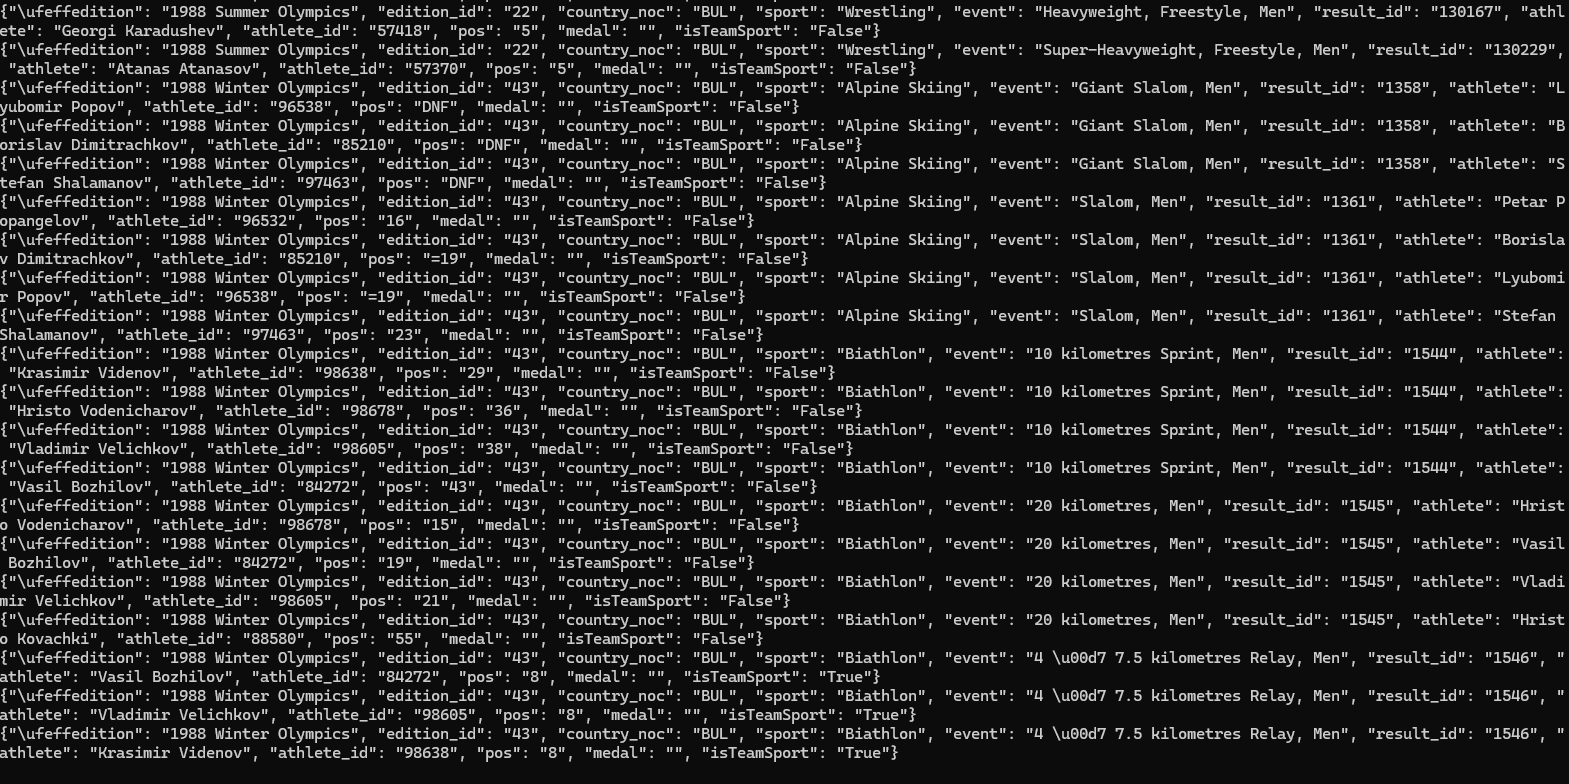 {"\ufeffedition": "1988 Summer Olympics", "edition_id": "22", "country_noc": "BUL", "sport": "Wrestling", "event": "Heavyweight, Freestyle, Men", "result_id": "130167", "athl
ete": "Georgi Karadushev", "athlete_id": "57418", "pos": "5", "medal": "", "isTeamSport": "False"}
{"\ufeffedition": "1988 Summer Olympics", "edition_id": "22", "country_noc": "BUL", "sport": "Wrestling", "event": "Super-Heavyweight, Freestyle, Men", "result_id": "130229",
 "athlete": "Atanas Atanasov", "athlete_id": "57370", "pos": "5", "medal": "", "isTeamSport": "False"}
{"\ufeffedition": "1988 Winter Olympics", "edition_id": "43", "country_noc": "BUL", "sport": "Alpine Skiing", "event": "Giant Slalom, Men", "result_id": "1358", "athlete": "L
yubomir Popov", "athlete_id": "96538", "pos": "DNF", "medal": "", "isTeamSport": "False"}
{"\ufeffedition": "1988 Winter Olympics", "edition_id": "43", "country_noc": "BUL", "sport": "Alpine Skiing", "event": "Giant Slalom, Men", "result_id": "1358", "athlete": "B
orislav Dimitrachkov", "athlete_id": "85210", "pos": "DNF", "medal": "", "isTeamSport": "False"}
{"\ufeffedition": "1988 Winter Olympics", "edition_id": "43", "country_noc": "BUL", "sport": "Alpine Skiing", "event": "Giant Slalom, Men", "result_id": "1358", "athlete": "S
tefan Shalamanov", "athlete_id": "97463", "pos": "DNF", "medal": "", "isTeamSport": "False"}
{"\ufeffedition": "1988 Winter Olympics", "edition_id": "43", "country_noc": "BUL", "sport": "Alpine Skiing", "event": "Slalom, Men", "result_id": "1361", "athlete": "Petar P
opangelov", "athlete_id": "96532", "pos": "16", "medal": "", "isTeamSport": "False"}
{"\ufeffedition": "1988 Winter Olympics", "edition_id": "43", "country_noc": "BUL", "sport": "Alpine Skiing", "event": "Slalom, Men", "result_id": "1361", "athlete": "Borisla
v Dimitrachkov", "athlete_id": "85210", "pos": "=19", "medal": "", "isTeamSport": "False"}
{"\ufeffedition": "1988 Winter Olympics", "edition_id": "43", "country_noc": "BUL", "sport": "Alpine Skiing", "event": "Slalom, Men", "result_id": "1361", "athlete": "Lyubomi
r Popov", "athlete_id": "96538", "pos": "=19", "medal": "", "isTeamSport": "False"}
{"\ufeffedition": "1988 Winter Olympics", "edition_id": "43", "country_noc": "BUL", "sport": "Alpine Skiing", "event": "Slalom, Men", "result_id": "1361", "athlete": "Stefan 
Shalamanov", "athlete_id": "97463", "pos": "23", "medal": "", "isTeamSport": "False"}
{"\ufeffedition": "1988 Winter Olympics", "edition_id": "43", "country_noc": "BUL", "sport": "Biathlon", "event": "10 kilometres Sprint, Men", "result_id": "1544", "athlete":
 "Krasimir Videnov", "athlete_id": "98638", "pos": "29", "medal": "", "isTeamSport": "False"}
{"\ufeffedition": "1988 Winter Olympics", "edition_id": "43", "country_noc": "BUL", "sport": "Biathlon", "event": "10 kilometres Sprint, Men", "result_id": "1544", "athlete":
 "Hristo Vodenicharov", "athlete_id": "98678", "pos": "36", "medal": "", "isTeamSport": "False"}
{"\ufeffedition": "1988 Winter Olympics", "edition_id": "43", "country_noc": "BUL", "sport": "Biathlon", "event": "10 kilometres Sprint, Men", "result_id": "1544", "athlete":
 "Vladimir Velichkov", "athlete_id": "98605", "pos": "38", "medal": "", "isTeamSport": "False"}
{"\ufeffedition": "1988 Winter Olympics", "edition_id": "43", "country_noc": "BUL", "sport": "Biathlon", "event": "10 kilometres Sprint, Men", "result_id": "1544", "athlete":
 "Vasil Bozhilov", "athlete_id": "84272", "pos": "43", "medal": "", "isTeamSport": "False"}
{"\ufeffedition": "1988 Winter Olympics", "edition_id": "43", "country_noc": "BUL", "sport": "Biathlon", "event": "20 kilometres, Men", "result_id": "1545", "athlete": "Hrist
o Vodenicharov", "athlete_id": "98678", "pos": "15", "medal": "", "isTeamSport": "False"}
{"\ufeffedition": "1988 Winter Olympics", "edition_id": "43", "country_noc": "BUL", "sport": "Biathlon", "event": "20 kilometres, Men", "result_id": "1545", "athlete": "Vasil
 Bozhilov", "athlete_id": "84272", "pos": "19", "medal": "", "isTeamSport": "False"}
{"\ufeffedition": "1988 Winter Olympics", "edition_id": "43", "country_noc": "BUL", "sport": "Biathlon", "event": "20 kilometres, Men", "result_id": "1545", "athlete": "Vladi
mir Velichkov", "athlete_id": "98605", "pos": "21", "medal": "", "isTeamSport": "False"}
{"\ufeffedition": "1988 Winter Olympics", "edition_id": "43", "country_noc": "BUL", "sport": "Biathlon", "event": "20 kilometres, Men", "result_id": "1545", "athlete": "Hrist
o Kovachki", "athlete_id": "88580", "pos": "55", "medal": "", "isTeamSport": "False"}
{"\ufeffedition": "1988 Winter Olympics", "edition_id": "43", "country_noc": "BUL", "sport": "Biathlon", "event": "4 \u00d7 7.5 kilometres Relay, Men", "result_id": "1546", "
athlete": "Vasil Bozhilov", "athlete_id": "84272", "pos": "8", "medal": "", "isTeamSport": "True"}
{"\ufeffedition": "1988 Winter Olympics", "edition_id": "43", "country_noc": "BUL", "sport": "Biathlon", "event": "4 \u00d7 7.5 kilometres Relay, Men", "result_id": "1546", "
athlete": "Vladimir Velichkov", "athlete_id": "98605", "pos": "8", "medal": "", "isTeamSport": "True"}
{"\ufeffedition": "1988 Winter Olympics", "edition_id": "43", "country_noc": "BUL", "sport": "Biathlon", "event": "4 \u00d7 7.5 kilometres Relay, Men", "result_id": "1546", "
athlete": "Krasimir Videnov", "athlete_id": "98638", "pos": "8", "medal": "", "isTeamSport": "True"}